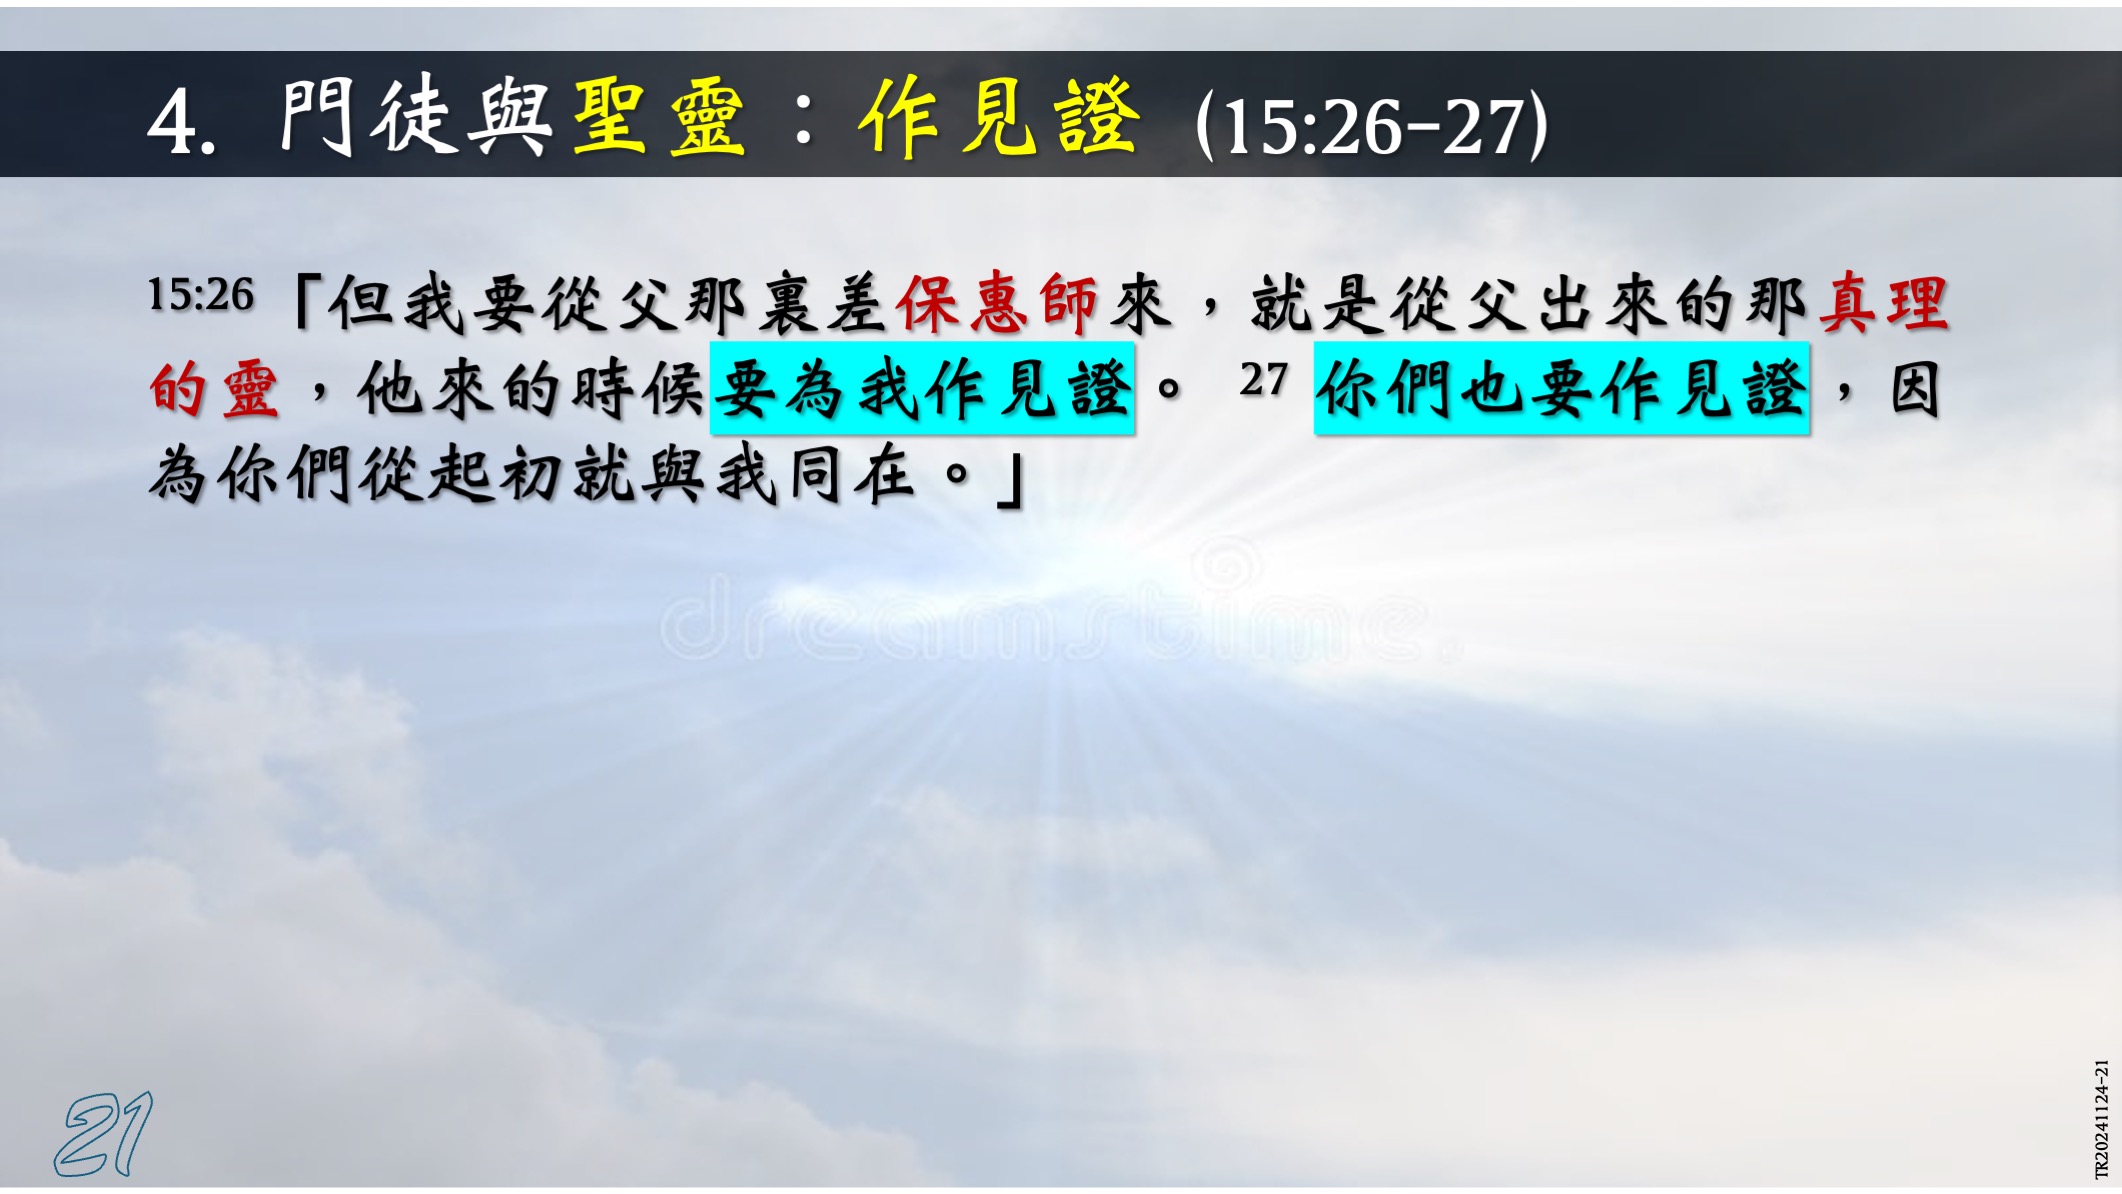 4. 門徒與聖靈：作見證 (15:26-27)
15:26「但我要從父那裏差保惠師來，就是從父出來的那真理
的靈，他來的時候要為我作見證。 27 你們也要作見證，因
為你們從起初就與我同在。」
dreamstime.
21
TR20241124-21